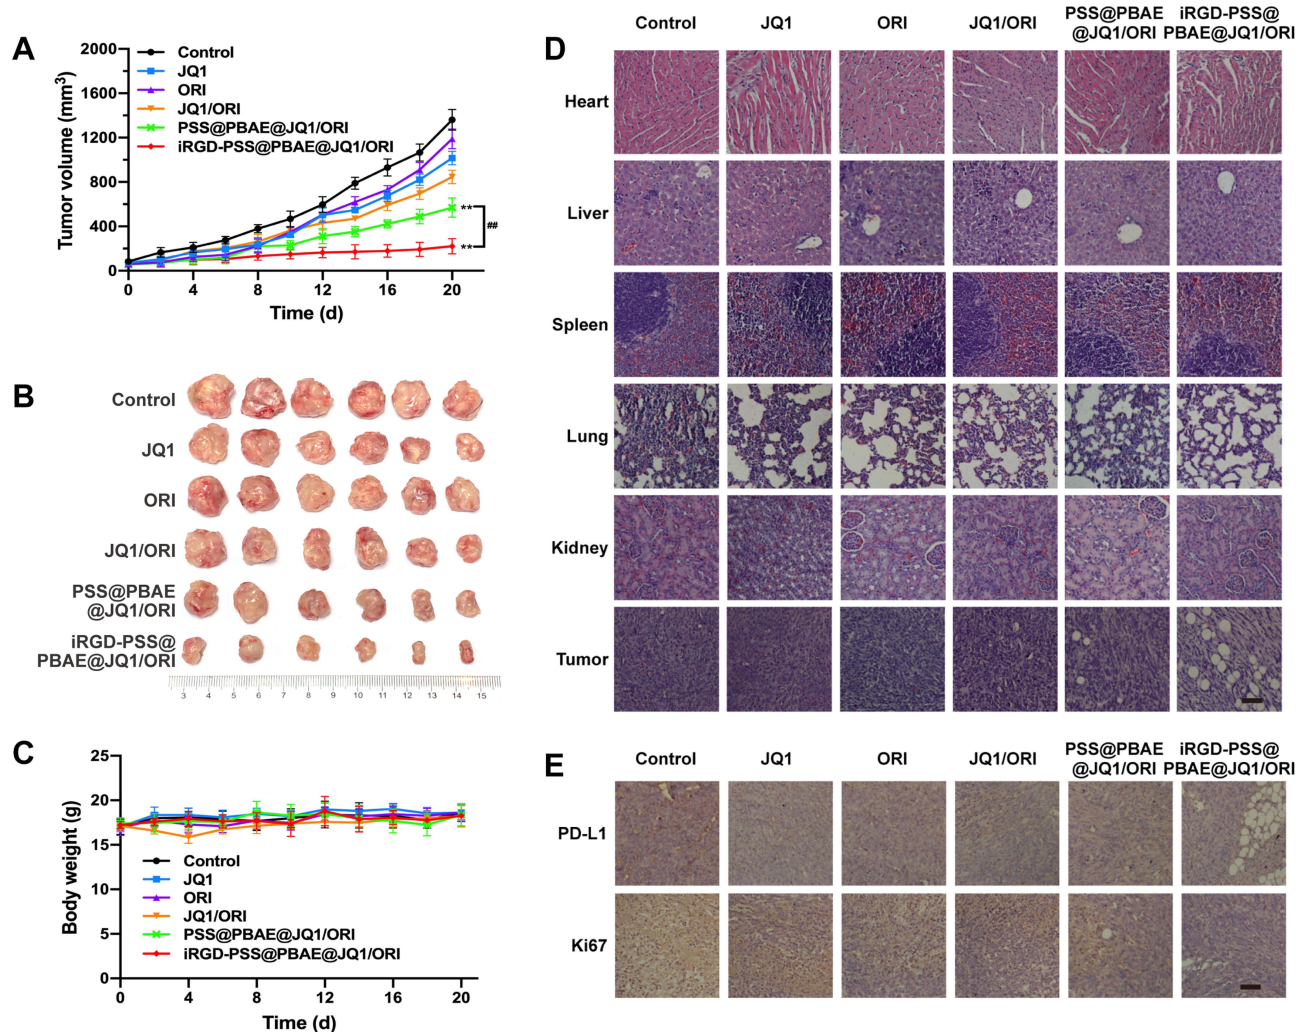 A
2000
1600
1200
800
400
0
Tumor volume (mm³)
Control
JQ1
ORI
JQ1/ORI
PSS@PBAE@JQ1/ORI
iRGD-PSS@PBAE@JQ1/ORI
**
##
**
0 4 8 12 16 20
Time (d)
B
Control
JQ1
ORI
JQ1/ORI
PSS@PBAE
@JQ1/ORI
iRGD-PSS@
PBAE@JQ1/ORI
3 4 5 6 7 8 9 10 11 12 13 14 15
C
25
20
15
10
5
0
Body weight (g)
Control
JQ1
ORI
JQ1/ORI
PSS@PBAE@JQ1/ORI
iRGD-PSS@PBAE@JQ1/ORI
0 4 8 12 16 20
Time (d)
D
Control JQ1 ORI JQ1/ORI
PSS@PBAE
@JQ1/ORI
iRGD-PSS@
PBAE@JQ1/ORI
Heart
Liver
Spleen
Lung
Kidney
Tumor
E
Control JQ1 ORI JQ1/ORI
PSS@PBAE
@JQ1/ORI
iRGD-PSS@
PBAE@JQ1/ORI
PD-L1
Ki67